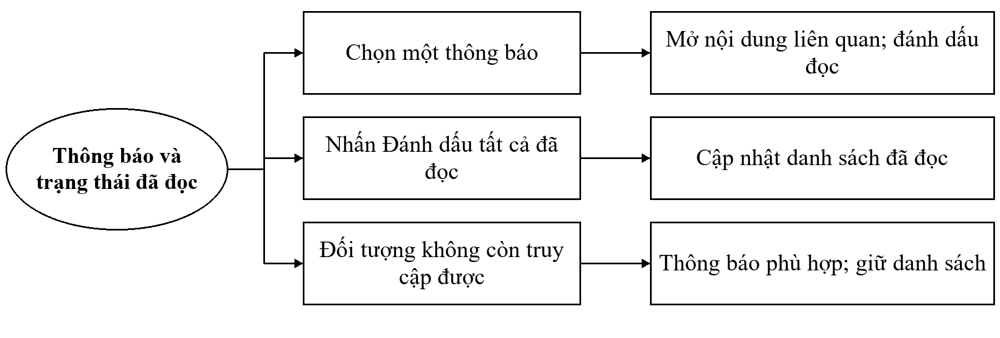 Thông báo và
trạng thái đã đọc
Chọn một thông báo
Mở nội dung liên quan; đánh dấu
đọc
Nhấn Đánh dấu tất cả đã
đọc
Cập nhật danh sách đã đọc
Đối tượng không còn truy
cập được
Thông báo phù hợp; giữ danh sách